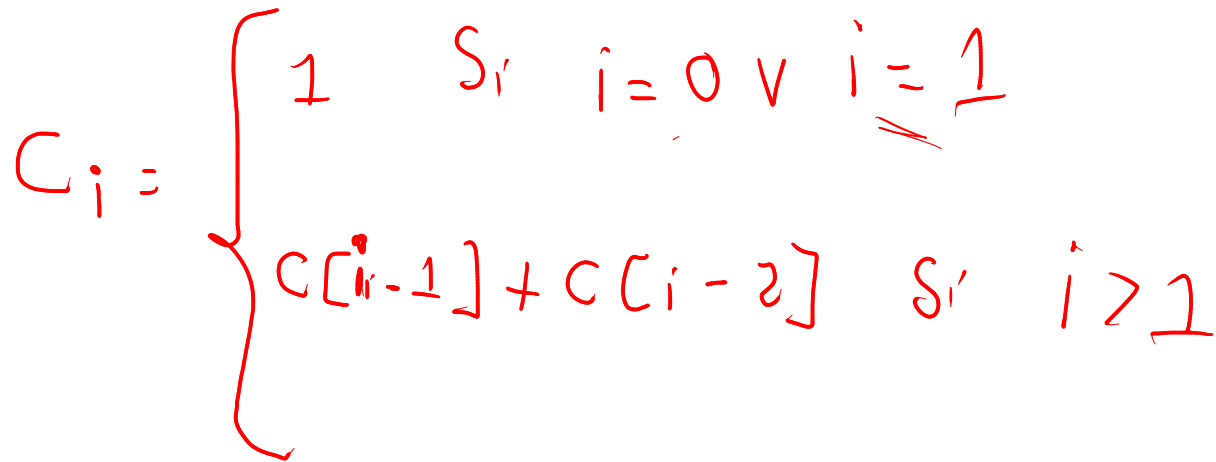 1 Si i = 0 v i = 1
Ci =
C[i-1] + C[i-2] Si i > 1